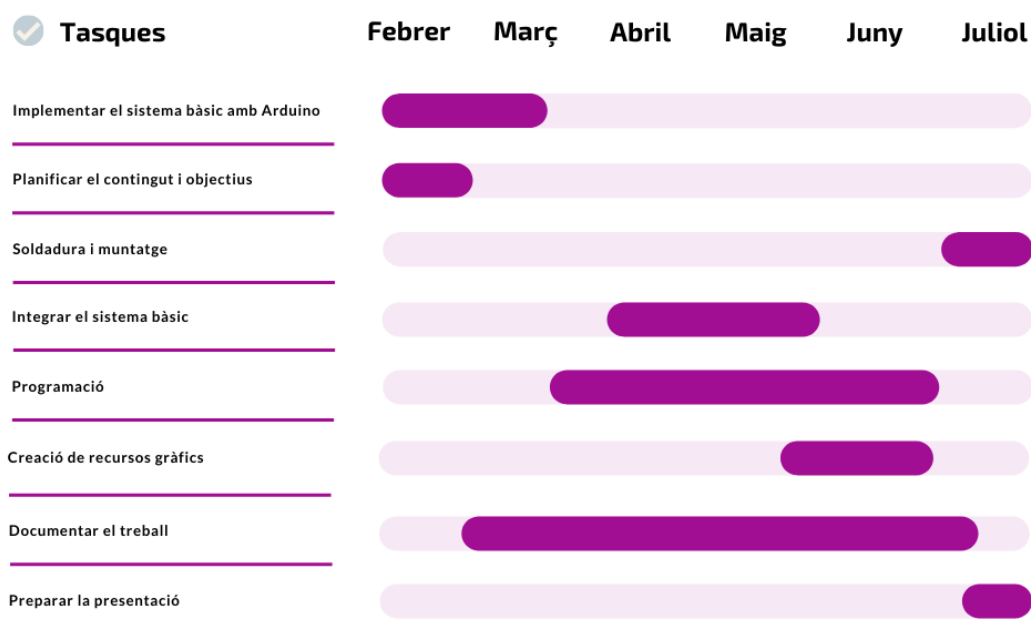 Tasques Febrer Març Abril Maig Juny Juliol
Implementar el sistema bàsic amb Arduino
Planificar el contingut i objectius
Soldadura i muntatge
Integrar el sistema bàsic
Programació
Creació de recursos gràfics
Documentar el treball
Preparar la presentació